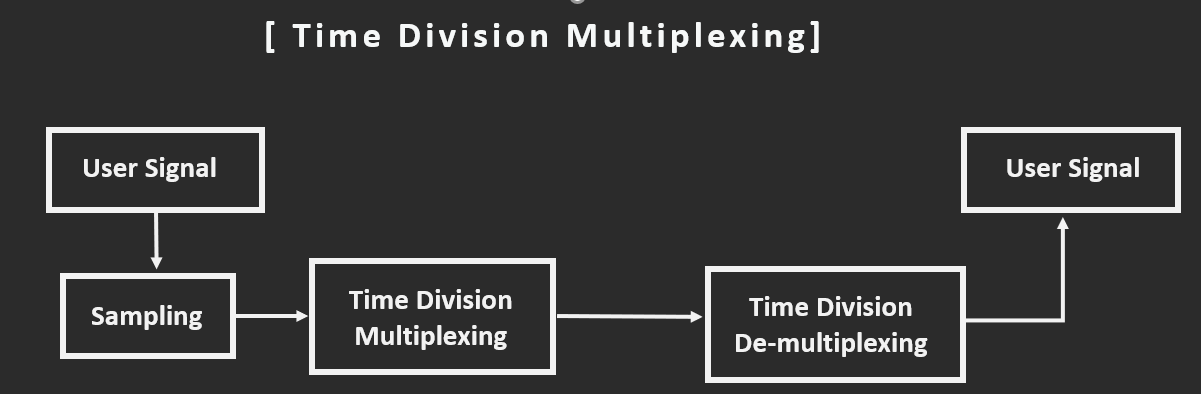 [ Time Division Multiplexing]
User Signal
User Signal
Sampling
Time Division
Multiplexing
Time Division
De-multiplexing